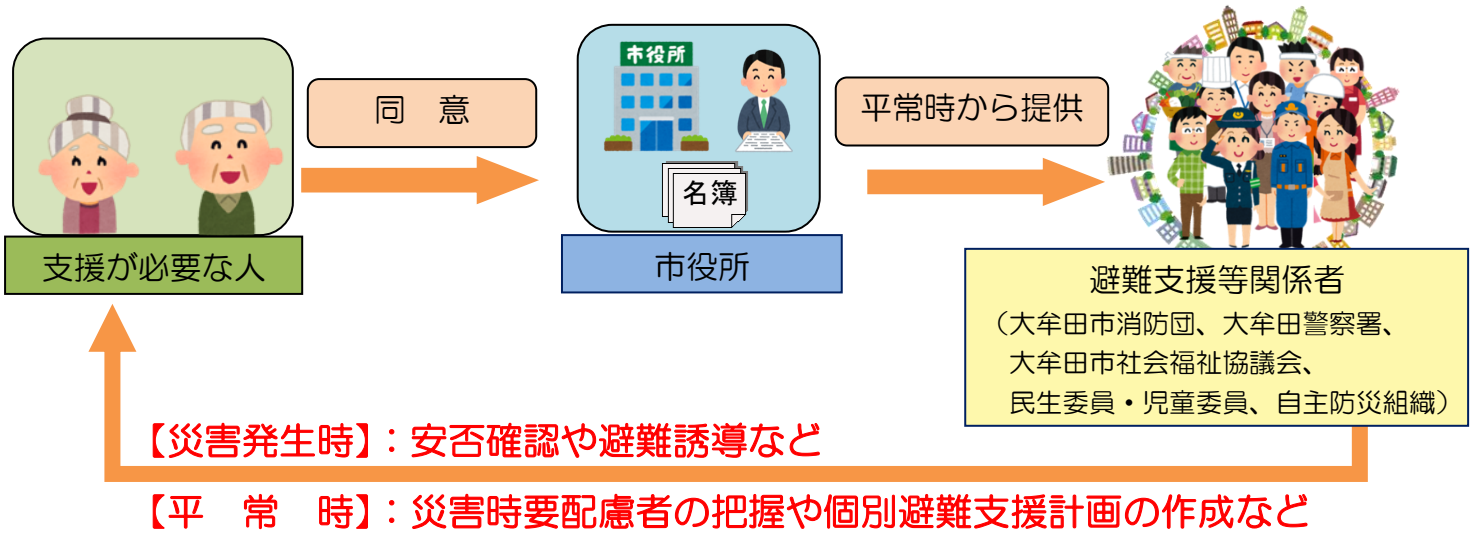 同　意
市役所
平常時から提供
名簿
支援が必要な人
市役所
避難支援等関係者
（大牟田市消防団、大牟田警察署、
大牟田市社会福祉協議会、
民生委員・児童委員、自主防災組織）
【災害発生時】：安否確認や避難誘導など
【平　常　時】：災害時要配慮者の把握や個別避難支援計画の作成など